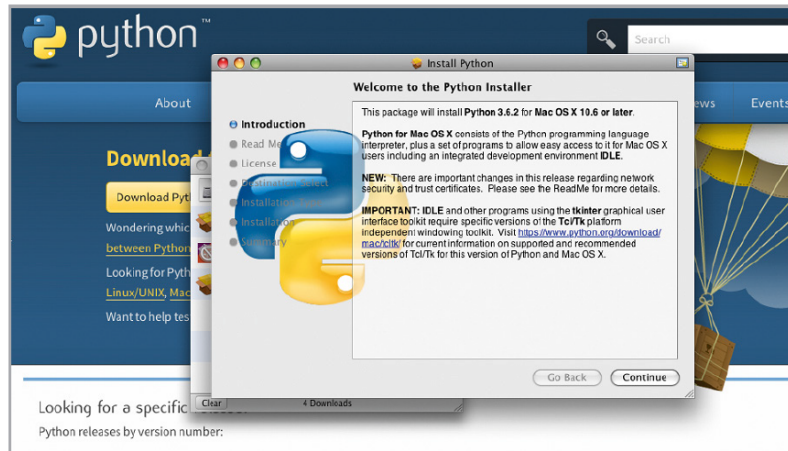 python™
Search
Install Python
Welcome to the Python Installer
About
ews
Events
Introduction
Read Me
License
Destination Select
Installation
Installation
Summary
This package will install Python 3.6.2 for Mac OS X 10.6 or later.
Python for Mac OS X consists of the Python programming language
interpreter, plus a set of programs to allow easy access to it for Mac OS X
users including an integrated development environment IDLE.
NEW: There are important changes in this release regarding network
security and trust certificates. Please see the ReadMe for more details.
IMPORTANT: IDLE and other programs using the tkinter graphical user
interface toolkit require specific versions of the Tcl/Tk platform
independent windowing toolkit. Visit https://www.python.org/download/
mac/tcltk/ for current information on supported and recommended
versions of Tcl/Tk for this version of Python and Mac OS X.
Go Back
Continue
Download
Download Pyt
Wondering whic
between Python
Looking for Pyth
Linux/UNIX, Mac
Want to help tes
Clear
4 Downloads
Looking for a specific
Python releases by version number: